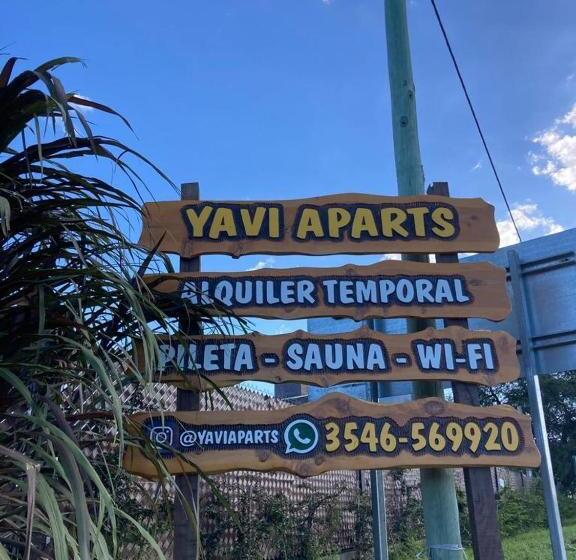 YAVI APARTS
ALQUILER TEMPORAL
PILETA - SAUNA - WI-FI
@YAVIAPARTS 3546-569920